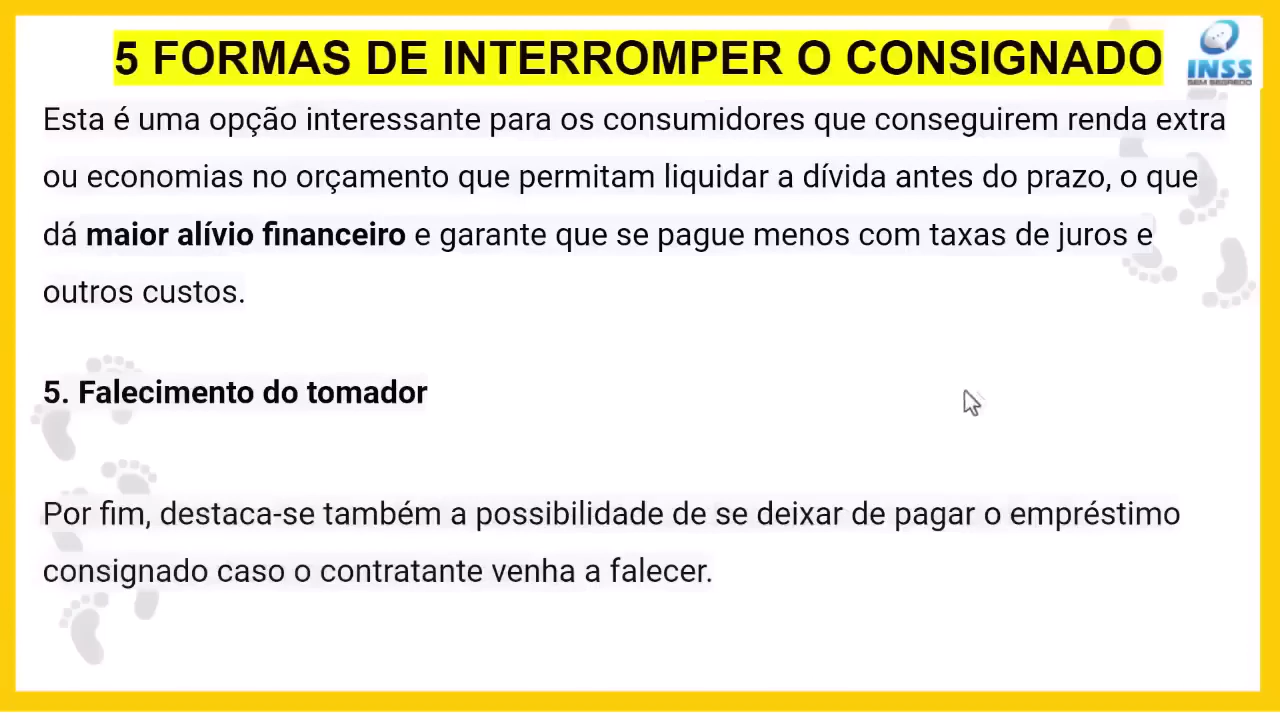 5 FORMAS DE INTERROMPER O CONSIGNADO
INSS
SEM SEGREDO
Esta é uma opção interessante para os consumidores que conseguirem renda extra
ou economias no orçamento que permitam liquidar a dívida antes do prazo, o que
dá maior alívio financeiro e garante que se pague menos com taxas de juros e
outros custos.
5. Falecimento do tomador
Por fim, destaca-se também a possibilidade de se deixar de pagar o empréstimo
consignado caso o contratante venha a falecer.